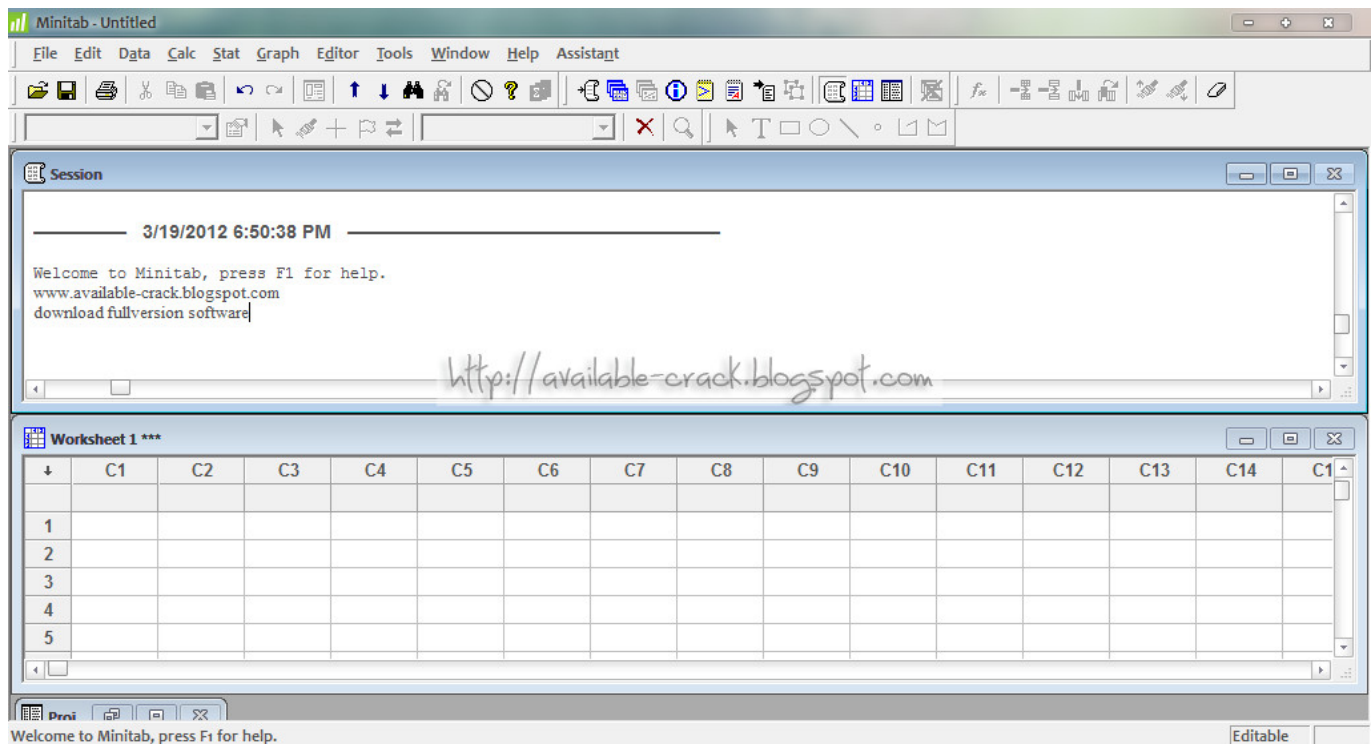 Minitab - Untitled
File Edit Data Calc Stat Graph Editor Tools Window Help Assistant
Session
3/19/2012 6:50:38 PM
Welcome to Minitab, press F1 for help.
www.available-crack.blogspot.com
download fullversion software
http://available-crack.blogspot.com
Worksheet 1 ***
C1 C2 C3 C4 C5 C6 C7 C8 C9 C10 C11 C12 C13 C14 C1
1
2
3
4
5
Proj
Welcome to Minitab, press F1 for help. Editable